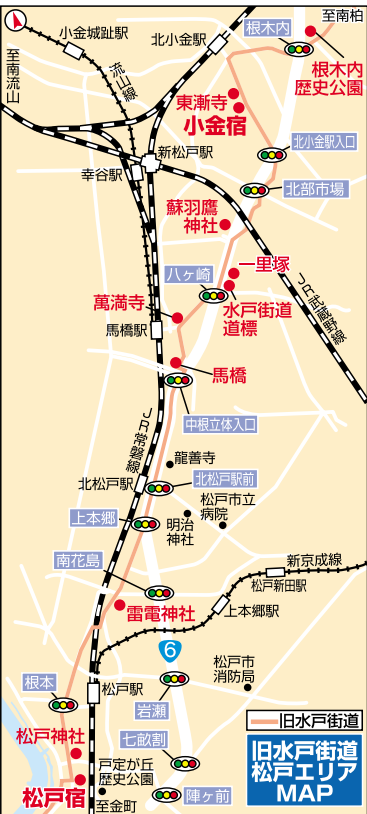 至南柏
根木内
小金城趾駅
北小金駅
至南流山
流山線
根木内
歴史公園
東漸寺
小金宿
北小金駅入口
新松戸駅
幸谷駅
北部市場
蘇羽鷹
神社
一里塚
八ヶ崎
JR武蔵野線
萬満寺
水戸街道
道標
馬橋駅
馬橋
中根立体入口
JR常磐線
龍善寺
北松戸駅
北松戸駅前
松戸市立
病院
上本郷
明治
神社
南花島
新京成線
松戸新田駅
雷電神社
上本郷駅
6
松戸市
消防局
根本
松戸駅
岩瀬
旧水戸街道
松戸神社
七畝割
戸定が丘
歴史公園
松戸宿
至金町
陣ヶ前
旧水戸街道
松戸エリア
MAP